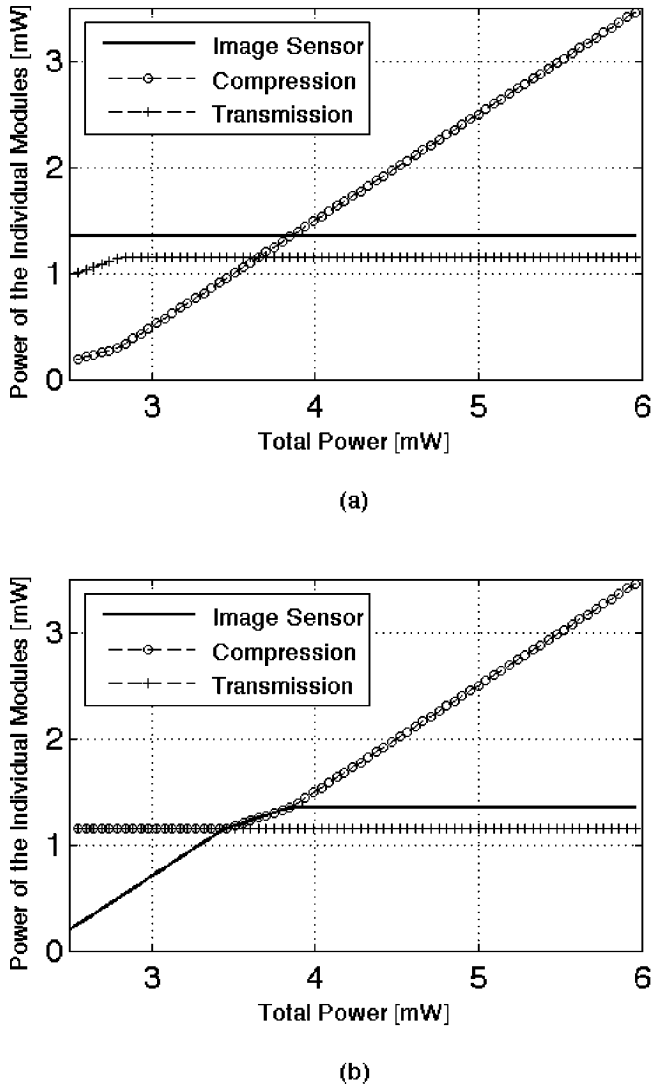 Power of the Individual Modules [mW]
3
2
1
0
Image Sensor
Compression
Transmission
3 4 5 6
Total Power [mW]
(a)
Power of the Individual Modules [mW]
3
2
1
0
Image Sensor
Compression
Transmission
3 4 5 6
Total Power [mW]
(b)